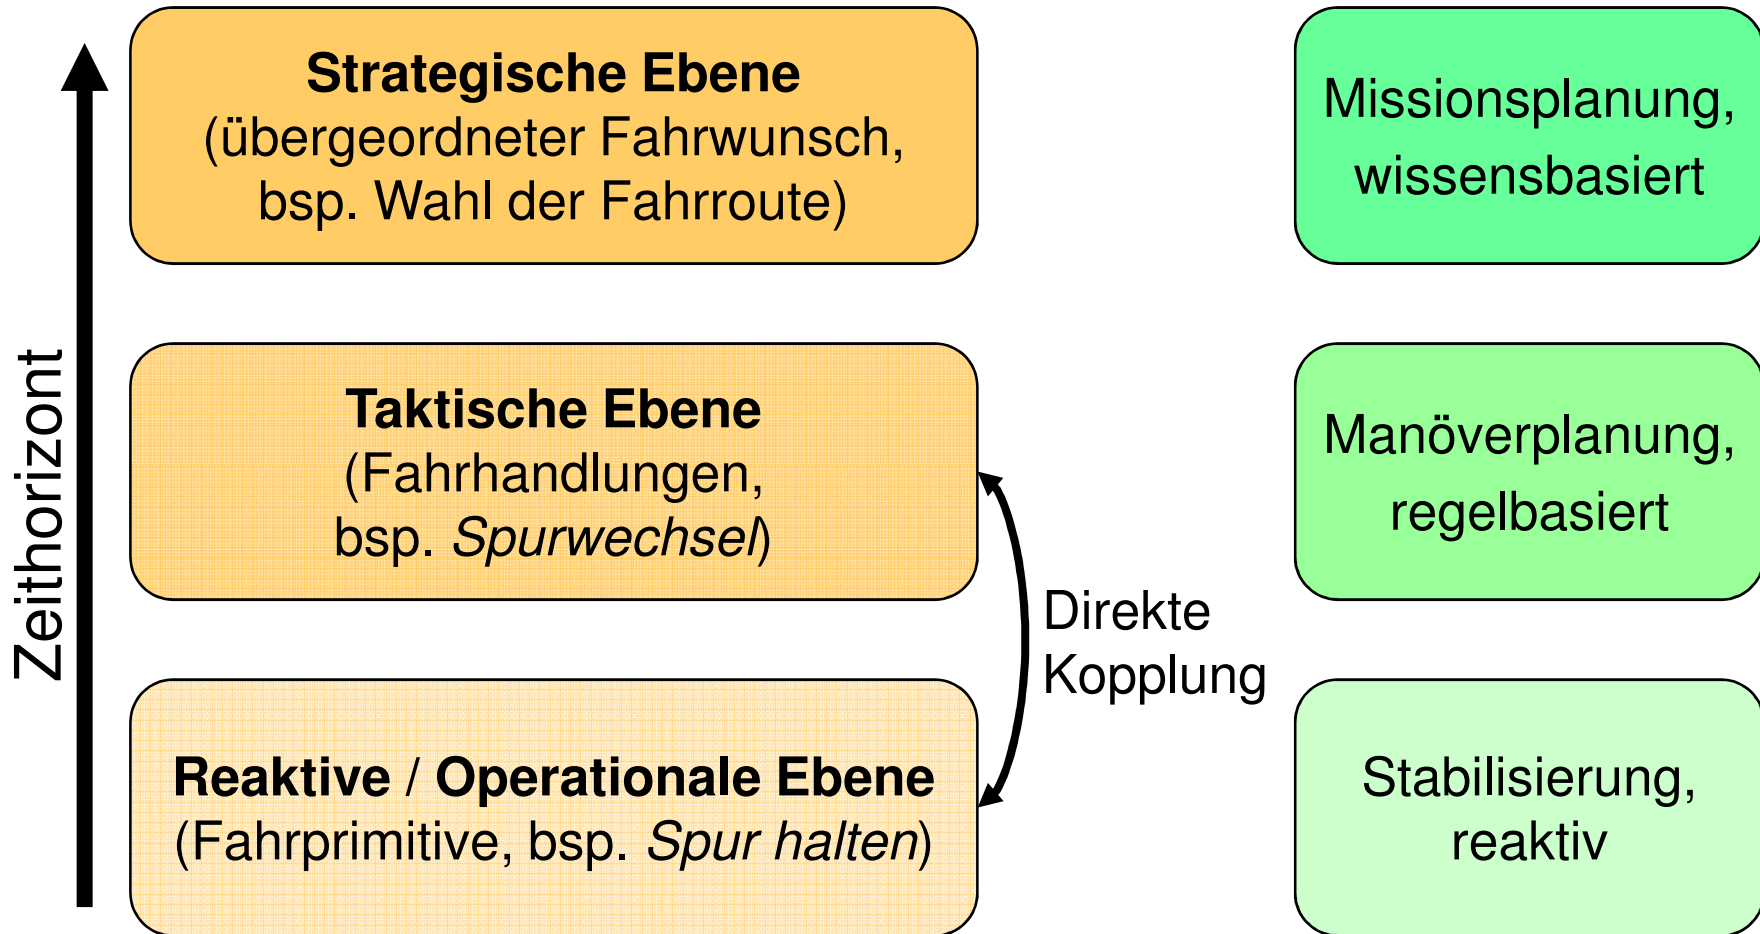 Zeithorizont
Strategische Ebene
(übergeordneter Fahrwunsch,
bsp. Wahl der Fahrroute)
Missionsplanung,
wissensbasiert
Taktische Ebene
(Fahrhandlungen,
bsp. Spurwechsel)
Manöverplanung,
regelbasiert
Direkte
Kopplung
Reaktive / Operationale Ebene
(Fahrprimitive, bsp. Spur halten)
Stabilisierung,
reaktiv